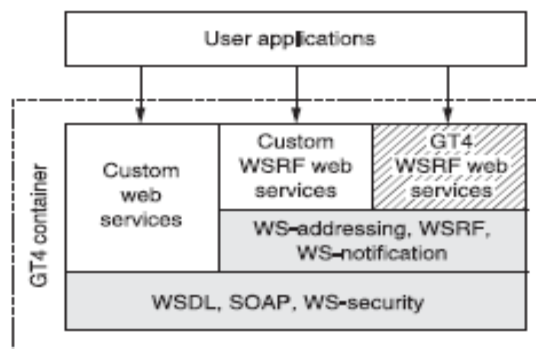 User applications
GT4 container
Custom
web
services
Custom
WSRF web
services
GT4
WSRF web
services
WS-addressing, WSRF,
WS-notification
WSDL, SOAP, WS-security